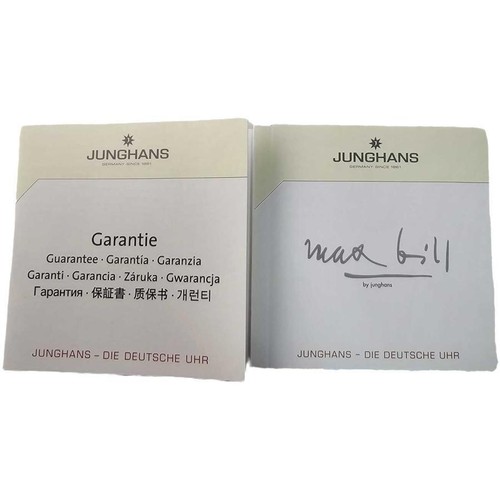 JUNGHANS
GERMANY SINCE 1861
Garantie
Guarantee · Garantía · Garanzia
Garanti · Garancia · Záruka · Gwarancja
Гарантия · 保証書 · 质保书 · 개런티
JUNGHANS – DIE DEUTSCHE UHR
JUNGHANS
GERMANY SINCE 1861
max bill
by junghans
JUNGHANS – DIE DEUTSCHE UHR